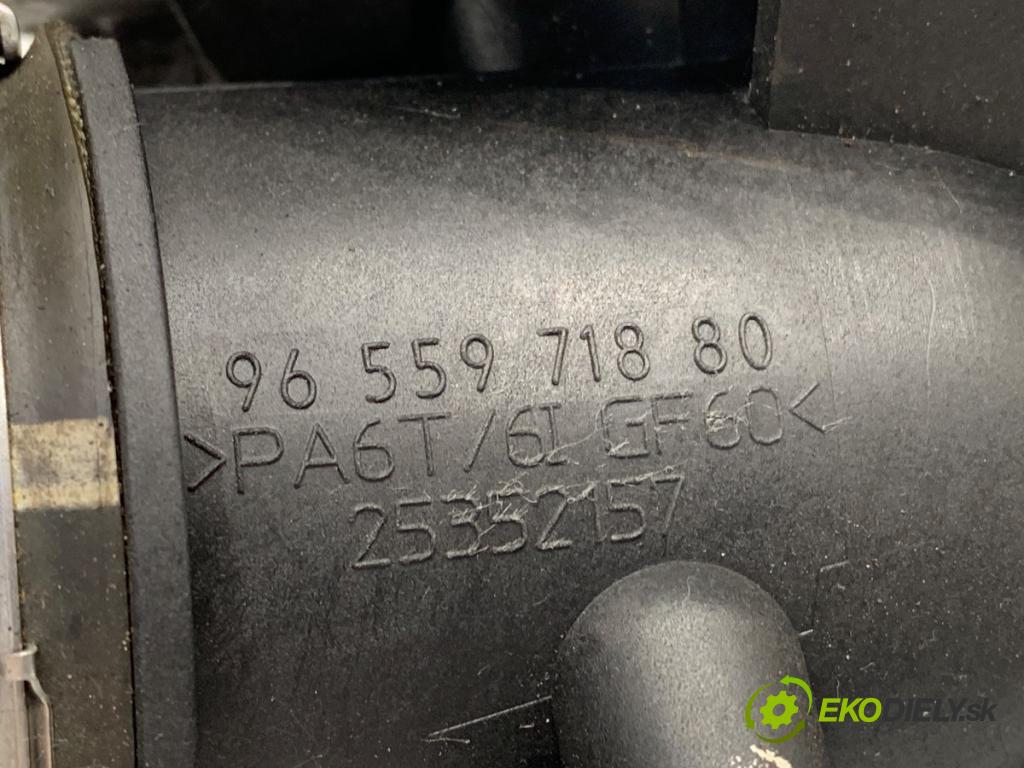 96 559 718 80
>PA6T/6I GF60<
25352157
EKODIELY.sk